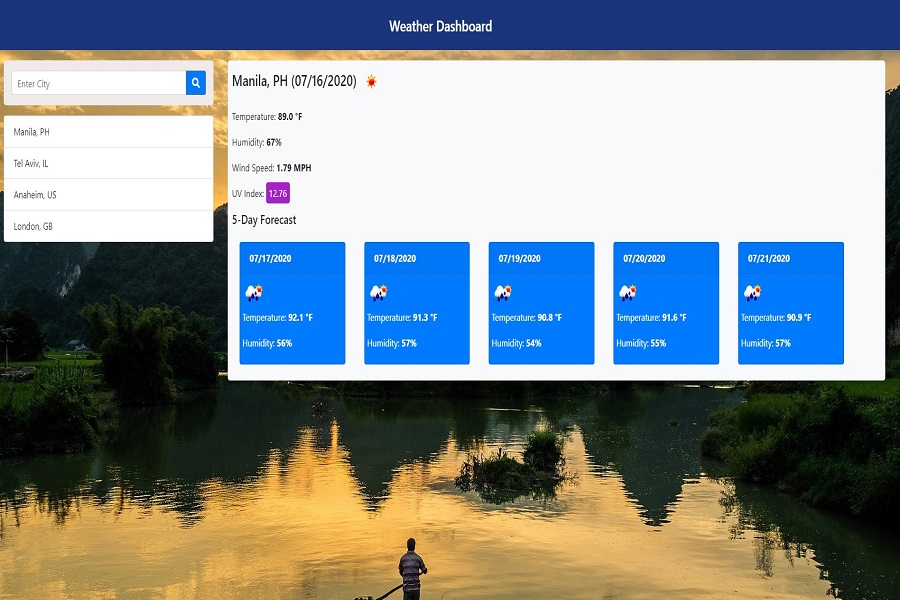 Weather Dashboard
Enter City
Manila, PH
Tel Aviv, IL
Anaheim, US
London, GB
Manila, PH (07/16/2020)
Temperature: 89.0 °F
Humidity: 67%
Wind Speed: 1.79 MPH
UV Index: 12.76
5-Day Forecast
07/17/2020
Temperature: 92.1 °F
Humidity: 56%
07/18/2020
Temperature: 91.3 °F
Humidity: 57%
07/19/2020
Temperature: 90.8 °F
Humidity: 54%
07/20/2020
Temperature: 91.6 °F
Humidity: 55%
07/21/2020
Temperature: 90.9 °F
Humidity: 57%